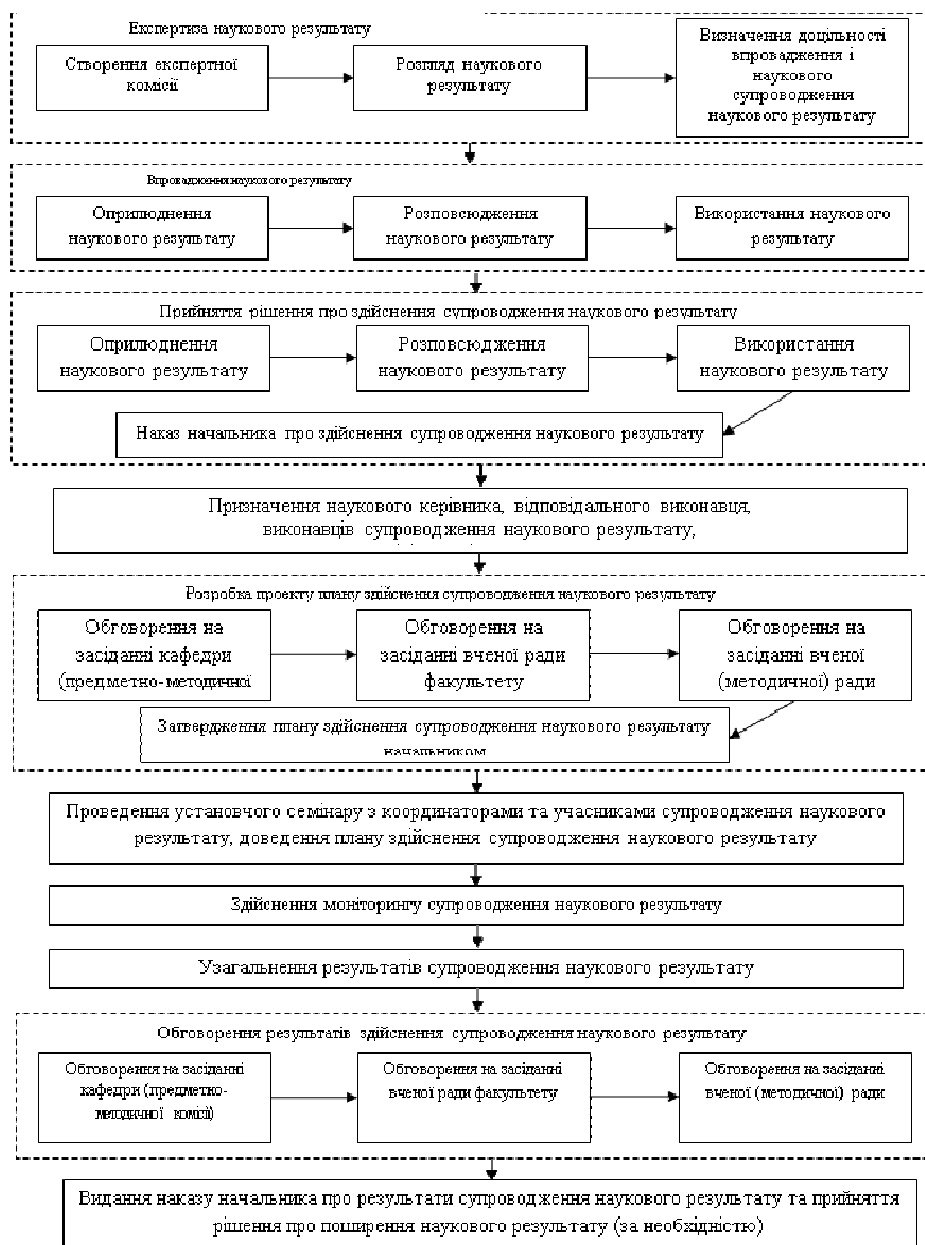 Експертиза наукового результату
Створення експертної
комісії
Розгляд наукового
результату
Визначення доцільності
впровадження і
наукового
супроводження
наукового результату
Впровадження наукового результату
Оприлюднення
наукового результату
Розповсюдження
наукового результату
Використання наукового
результату
Прийняття рішення про здійснення супроводження наукового результату
Оприлюднення
наукового результату
Розповсюдження
наукового результату
Використання
наукового результату
Наказ начальника про здійснення супроводження наукового результату
Призначення наукового керівника, відповідального виконавця,
виконавців супроводження наукового результату,
Розробка проекту плану здійснення супроводження наукового результату
Обговорення на
засіданні кафедри
(предметно-методичної
Обговорення на
засіданні вченої ради
факультету
Обговорення на
засіданні вченої
(методичної) ради
Затвердження плану здійснення супроводження наукового результату
начальником
Проведення установчого семінару з координаторами та учасниками супроводження наукового
результату, доведення плану здійснення супроводження наукового результату
Здійснення моніторингу супроводження наукового результату
Узагальнення результатів супроводження наукового результату
Обговорення результатів здійснення супроводження наукового результату
Обговорення на засіданні
кафедри (предметно-
методичної комісії)
Обговорення на засіданні
вченої ради факультету
Обговорення на засіданні
вченої (методичної) ради
Видання наказу начальника про результати супроводження наукового результату та прийняття
рішення про поширення наукового результату (за необхідністю)